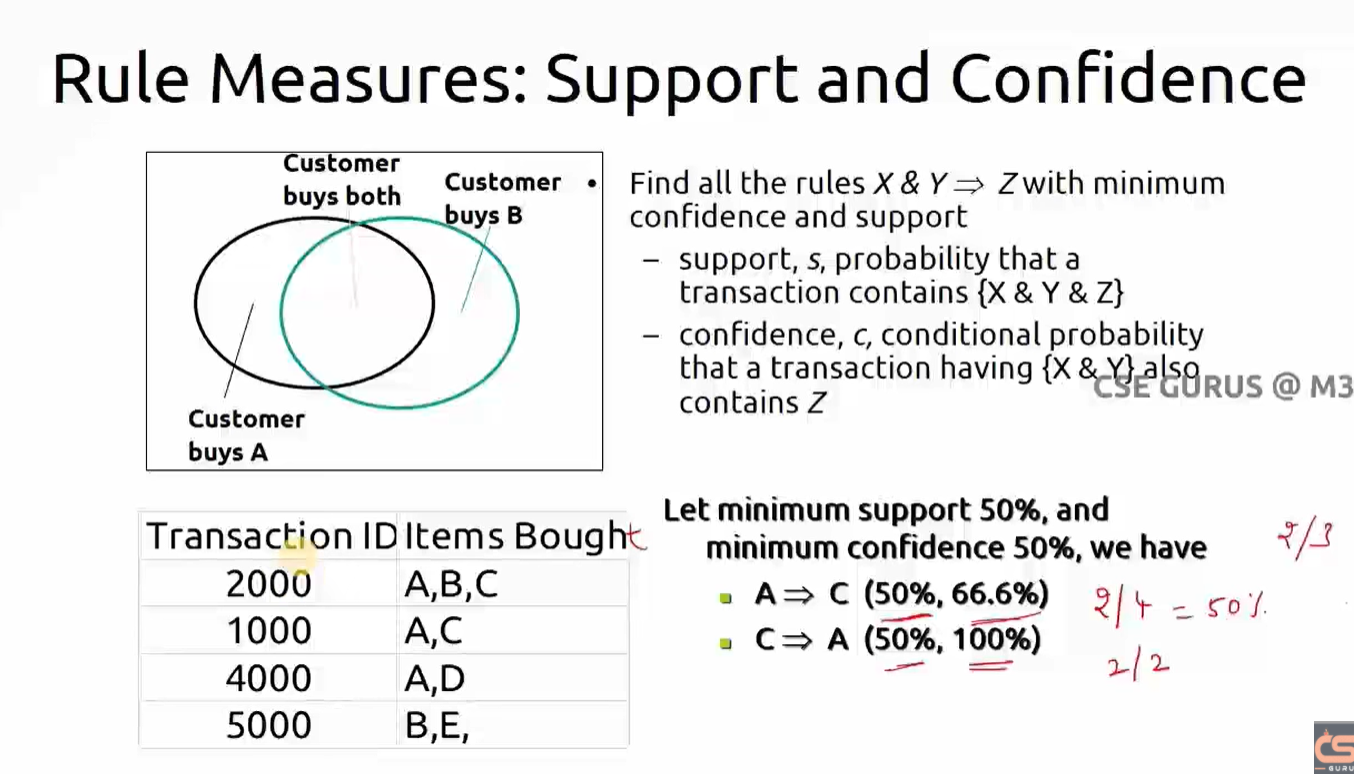 Rule Measures: Support and Confidence
Customer
buys both
Customer
buys B
Customer
buys A
• Find all the rules X & Y ⇒ Z with minimum
confidence and support
– support, s, probability that a
transaction contains {X & Y & Z}
– confidence, c, conditional probability
that a transaction having {X & Y} also
contains Z
CSE GURUS @ M3
Transaction ID Items Bought
2000 A,B,C
1000 A,C
4000 A,D
5000 B,E,
Let minimum support 50%, and
minimum confidence 50%, we have
A ⇒ C (50%, 66.6%)
C ⇒ A (50%, 100%)
2/3
2/4 = 50%
2/2
CS
GURU